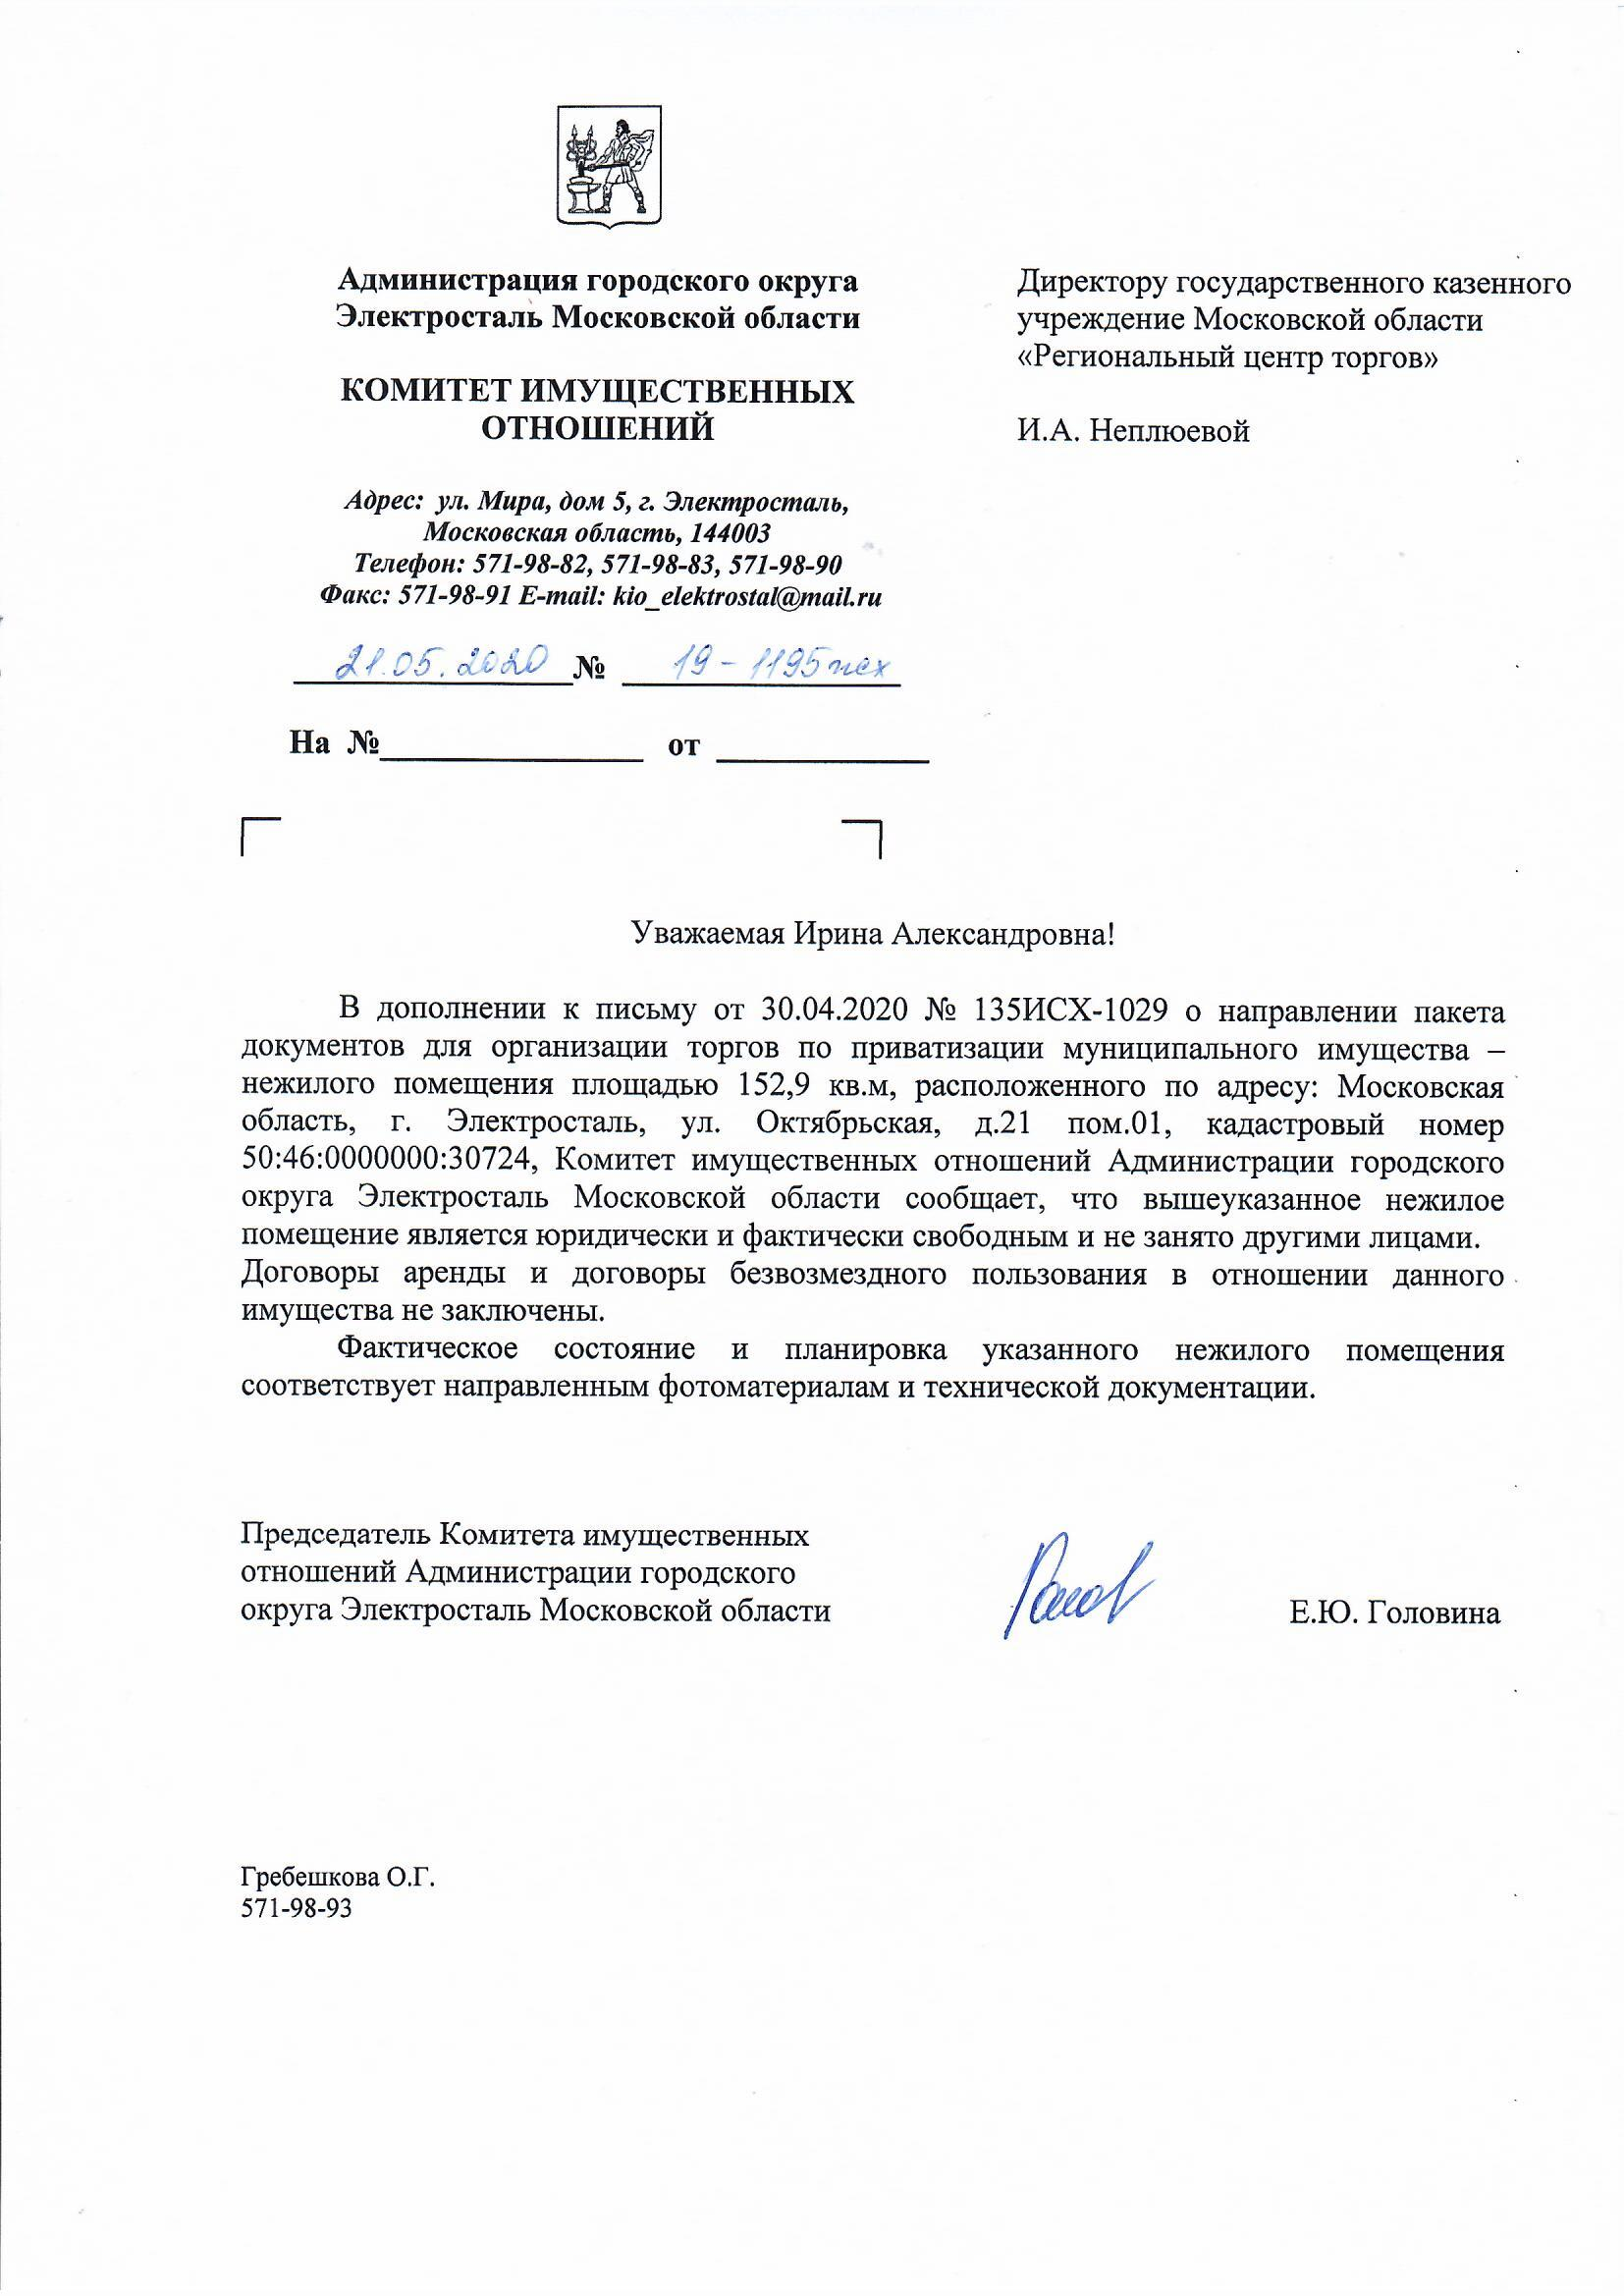 Администрация городского округа
Электросталь Московской области
КОМИТЕТ ИМУЩЕСТВЕННЫХ
ОТНОШЕНИЙ
Адрес: ул. Мира, дом 5, г. Электросталь,
Московская область, 144003
Телефон: 571-98-82, 571-98-83, 571-98-90
Факс: 571-98-91 E-mail: kio_elektrostal@mail.ru
21.05.2020 № 19-1195исх
На № от
Директору государственного казенного
учреждение Московской области
«Региональный центр торгов»
И.А. Неплюевой
Уважаемая Ирина Александровна!
В дополнении к письму от 30.04.2020 № 135ИСХ-1029 о направлении пакета
документов для организации торгов по приватизации муниципального имущества –
нежилого помещения площадью 152,9 кв.м, расположенного по адресу: Московская
область, г. Электросталь, ул. Октябрьская, д.21 пом.01, кадастровый номер
50:46:0000000:30724, Комитет имущественных отношений Администрации городского
округа Электросталь Московской области сообщает, что вышеуказанное нежилое
помещение является юридически и фактически свободным и не занято другими лицами.
Договоры аренды и договоры безвозмездного пользования в отношении данного
имущества не заключены.
Фактическое состояние и планировка указанного нежилого помещения
соответствует направленным фотоматериалам и технической документации.
Председатель Комитета имущественных
отношений Администрации городского
округа Электросталь Московской области
Е.Ю. Головина
Гребешкова О.Г.
571-98-93